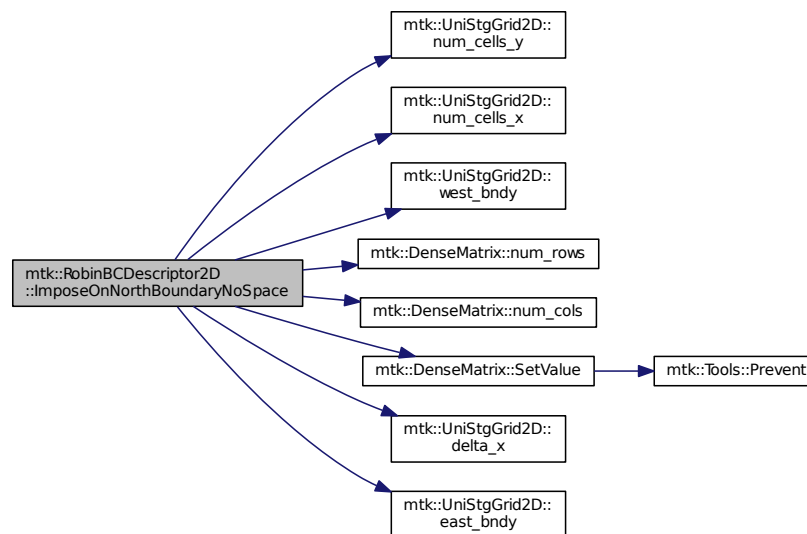 mtk::UniStgGrid2D::
num_cells_y
mtk::UniStgGrid2D::
num_cells_x
mtk::UniStgGrid2D::
west_bndy
mtk::RobinBCDescriptor2D
::ImposeOnNorthBoundaryNoSpace
mtk::DenseMatrix::num_rows
mtk::DenseMatrix::num_cols
mtk::DenseMatrix::SetValue
mtk::Tools::Prevent
mtk::UniStgGrid2D::
delta_x
mtk::UniStgGrid2D::
east_bndy